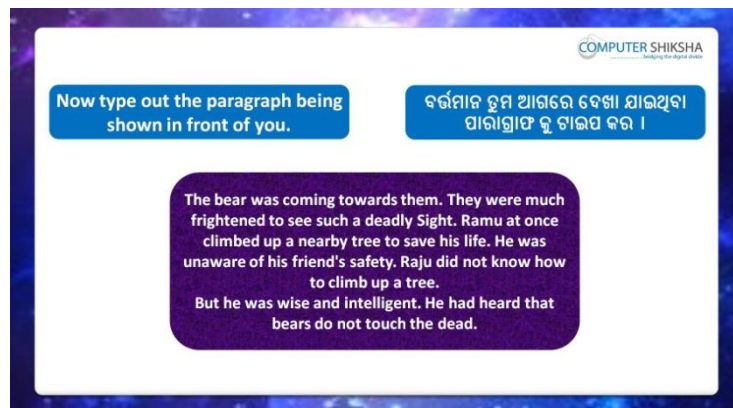 COMPUTER SHIKSHA
bridging the digital divide
Now type out the paragraph being
shown in front of you.
ବର୍ତ୍ତମାନ ତୁମ ଆଗରେ ଦେଖା ଯାଇଥିବା
ପାରାଗ୍ରାଫ କୁ ଟାଇପ କର ।
The bear was coming towards them. They were much
frightened to see such a deadly Sight. Ramu at once
climbed up a nearby tree to save his life. He was
unaware of his friend's safety. Raju did not know how
to climb up a tree.
But he was wise and intelligent. He had heard that
bears do not touch the dead.